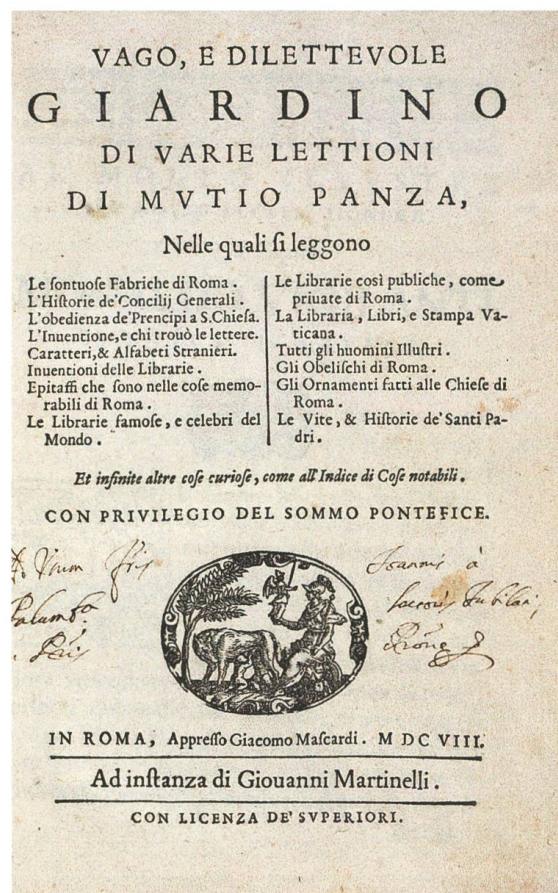 VAGO, E DILETTEVOLE
GIARDINO
DI VARIE LETTIONI
DI MVTIO PANZA,
Nelle quali ſi leggono
Le ſontuoſe Fabriche di Roma.
L'Hiſtorie de'Concilij Generali.
L'obedienza de'Prencipi a S.Chieſa.
L'Inuentione, e chi trouò le lettere.
Caratteri, & Alfabeti Stranieri.
Inuentioni delle Librarie.
Epitaffi che ſono nelle coſe memo-
rabili di Roma.
Le Librarie famoſe, e celebri del
Mondo.
Le Librarie così publiche, come
priuate di Roma.
La Libraria, Libri, e Stampa Va-
ticana.
Tutti gli huomini Illuſtri.
Gli Obeliſchi di Roma.
Gli Ornamenti fatti alle Chieſe di
Roma.
Le Vite, & Hiſtorie de'Santi Pa-
dri.
Et infinite altre coſe curioſe, come all'Indice di Coſe notabili.
CON PRIVILEGIO DEL SOMMO PONTEFICE.
Ioannis à
IN ROMA, Appreſſo Giacomo Maſcardi. M DC VIII.
Ad inſtanza di Giouanni Martinelli.
CON LICENZA DE' SVPERIORI.